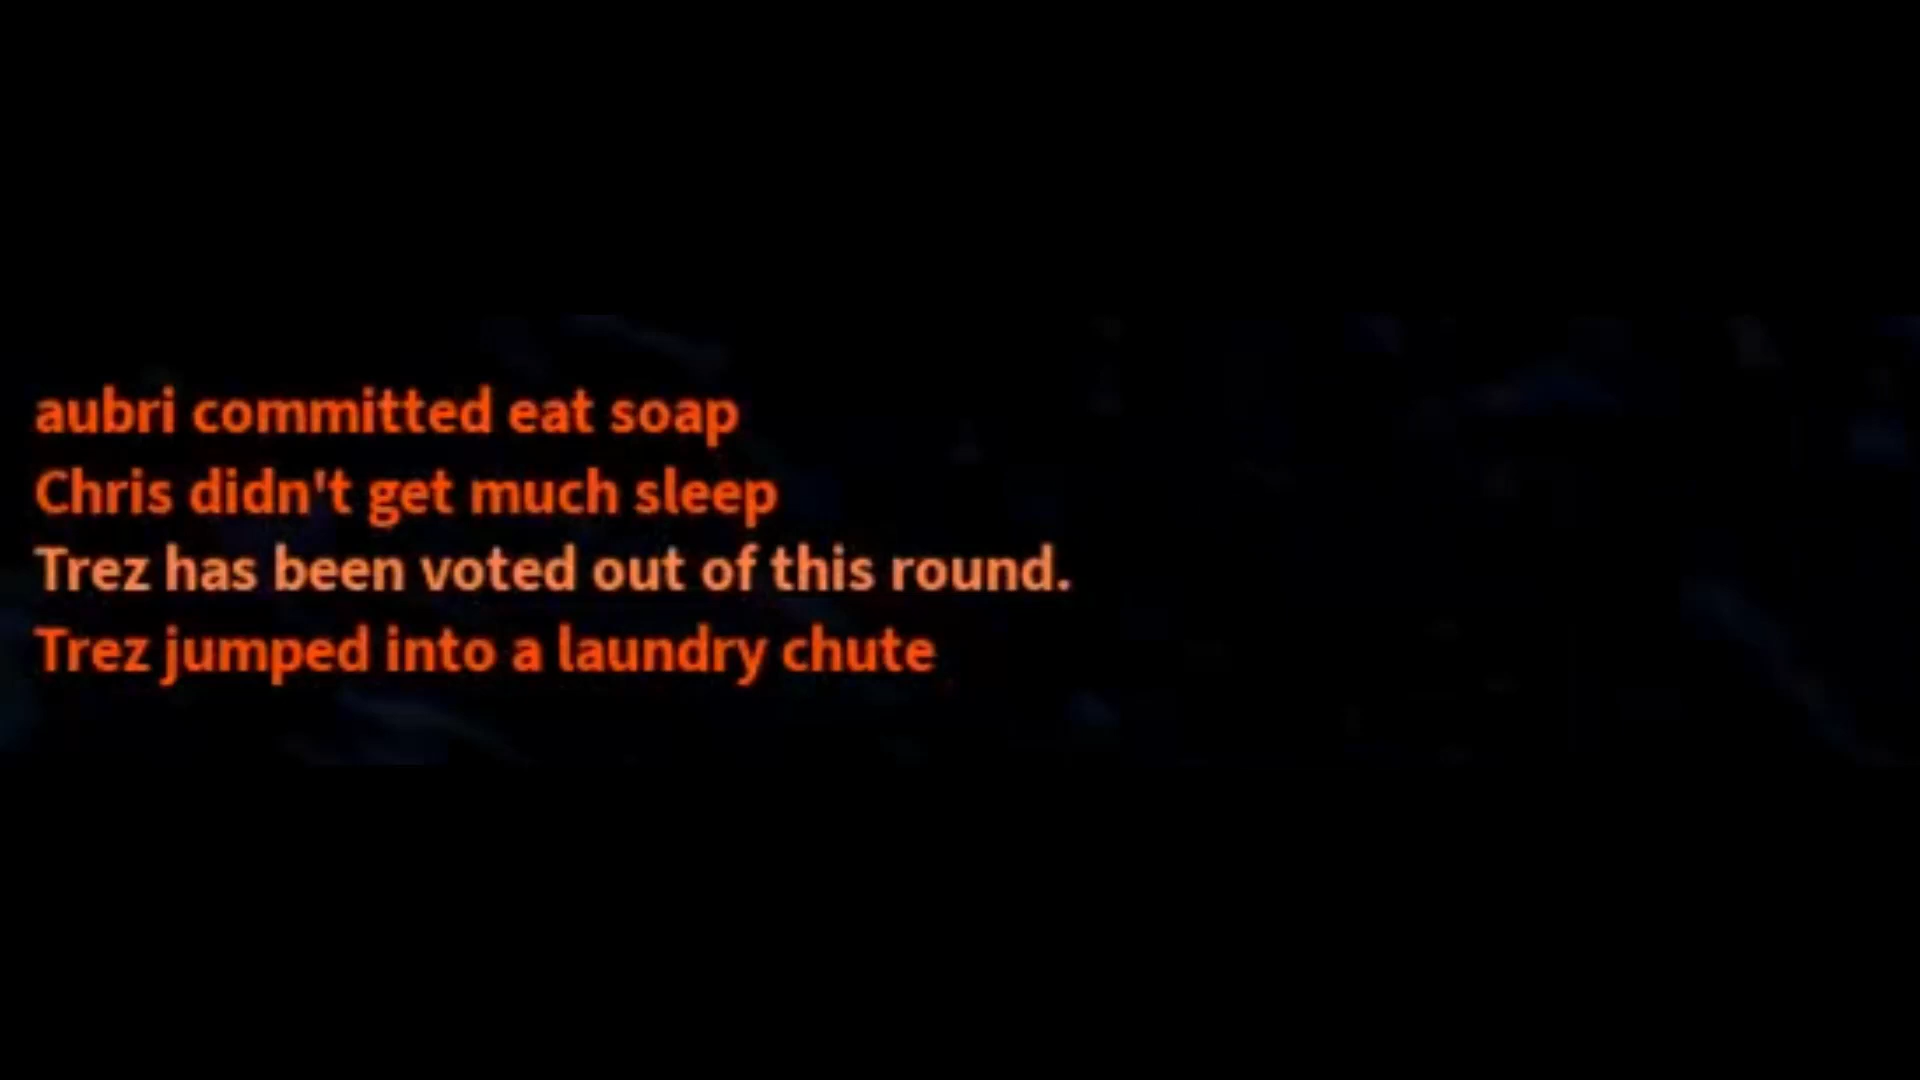 aubri committed eat soap
Chris didn't get much sleep
Trez has been voted out of this round.
Trez jumped into a laundry chute